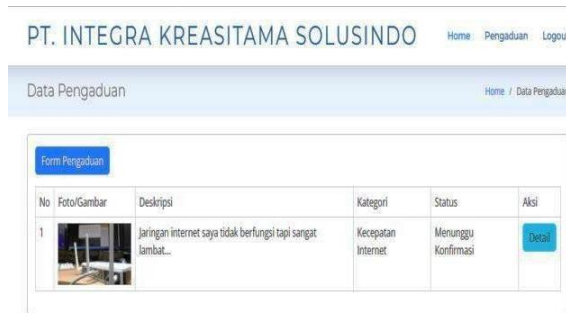 PT. INTEGRA KREASITAMA SOLUSINDO
Home Pengaduan Logou
Data Pengaduan
Home / Data Pengadua
Form Pengaduan
No Foto/Gambar Deskripsi Kategori Status Aksi
1 Jaringan internet saya tidak berfungsi tapi sangat
lambat...
Kecepatan
Internet
Menunggu
Konfirmasi
Detail